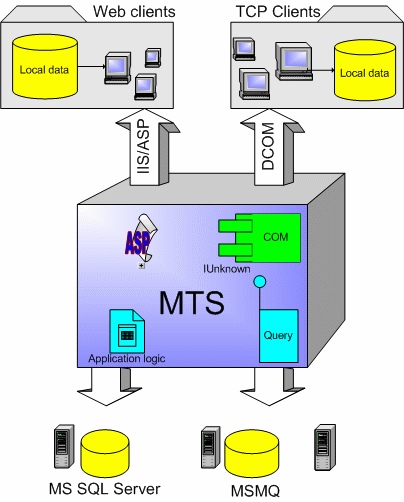 Web clients
TCP Clients
Local data
Local data
IIS/ASP
DCOM
ASP
COM
IUnknown
MTS
Query
Application logic
MS SQL Server
MSMQ